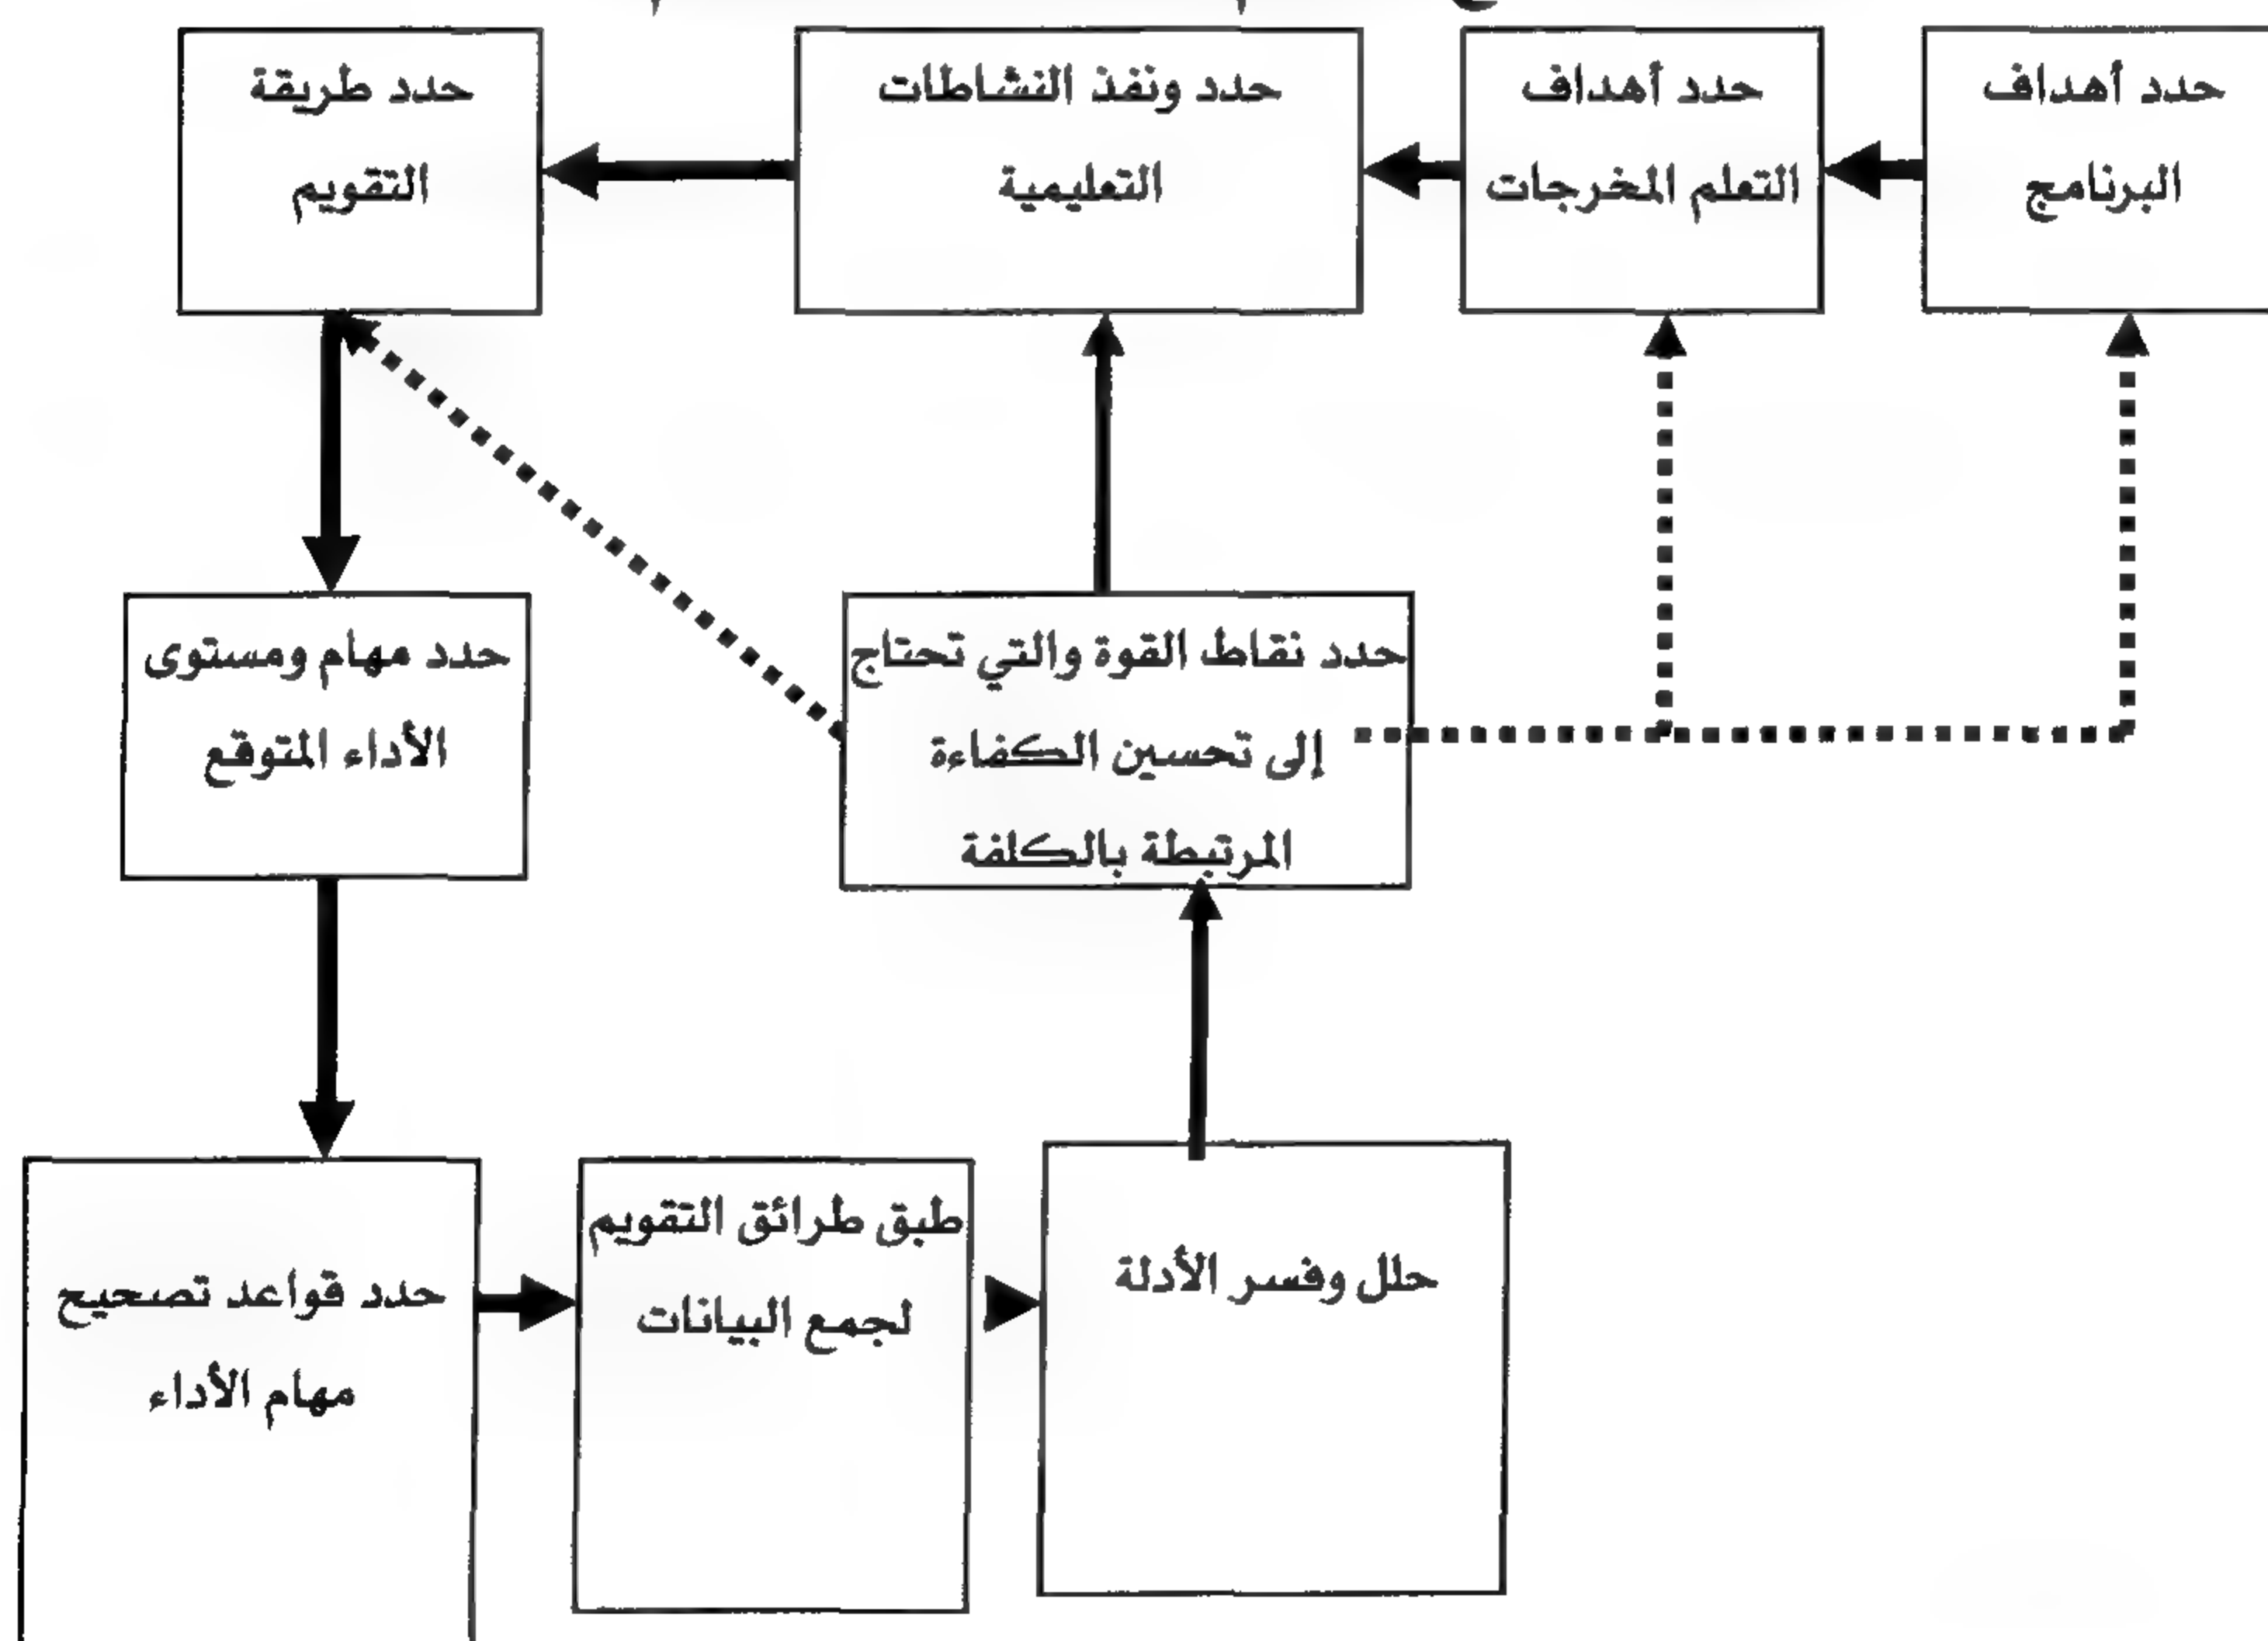 حدد أهداف
البرنامج
حدد أهداف
التعلم المخرجات
حدد ونفذ النشاطات
التعليمية
حدد طريقة
التقويم
حدد مهام ومستوى
الأداء المتوقع
حدد نقاط القوة والتي تحتاج
إلى تحسين الكفاءة
المرتبطة بالكلفة
حدد قواعد تصحيح
مهام الأداء
طبق طرائق التقويم
لجمع البيانات
حلل وفسر الأدلة